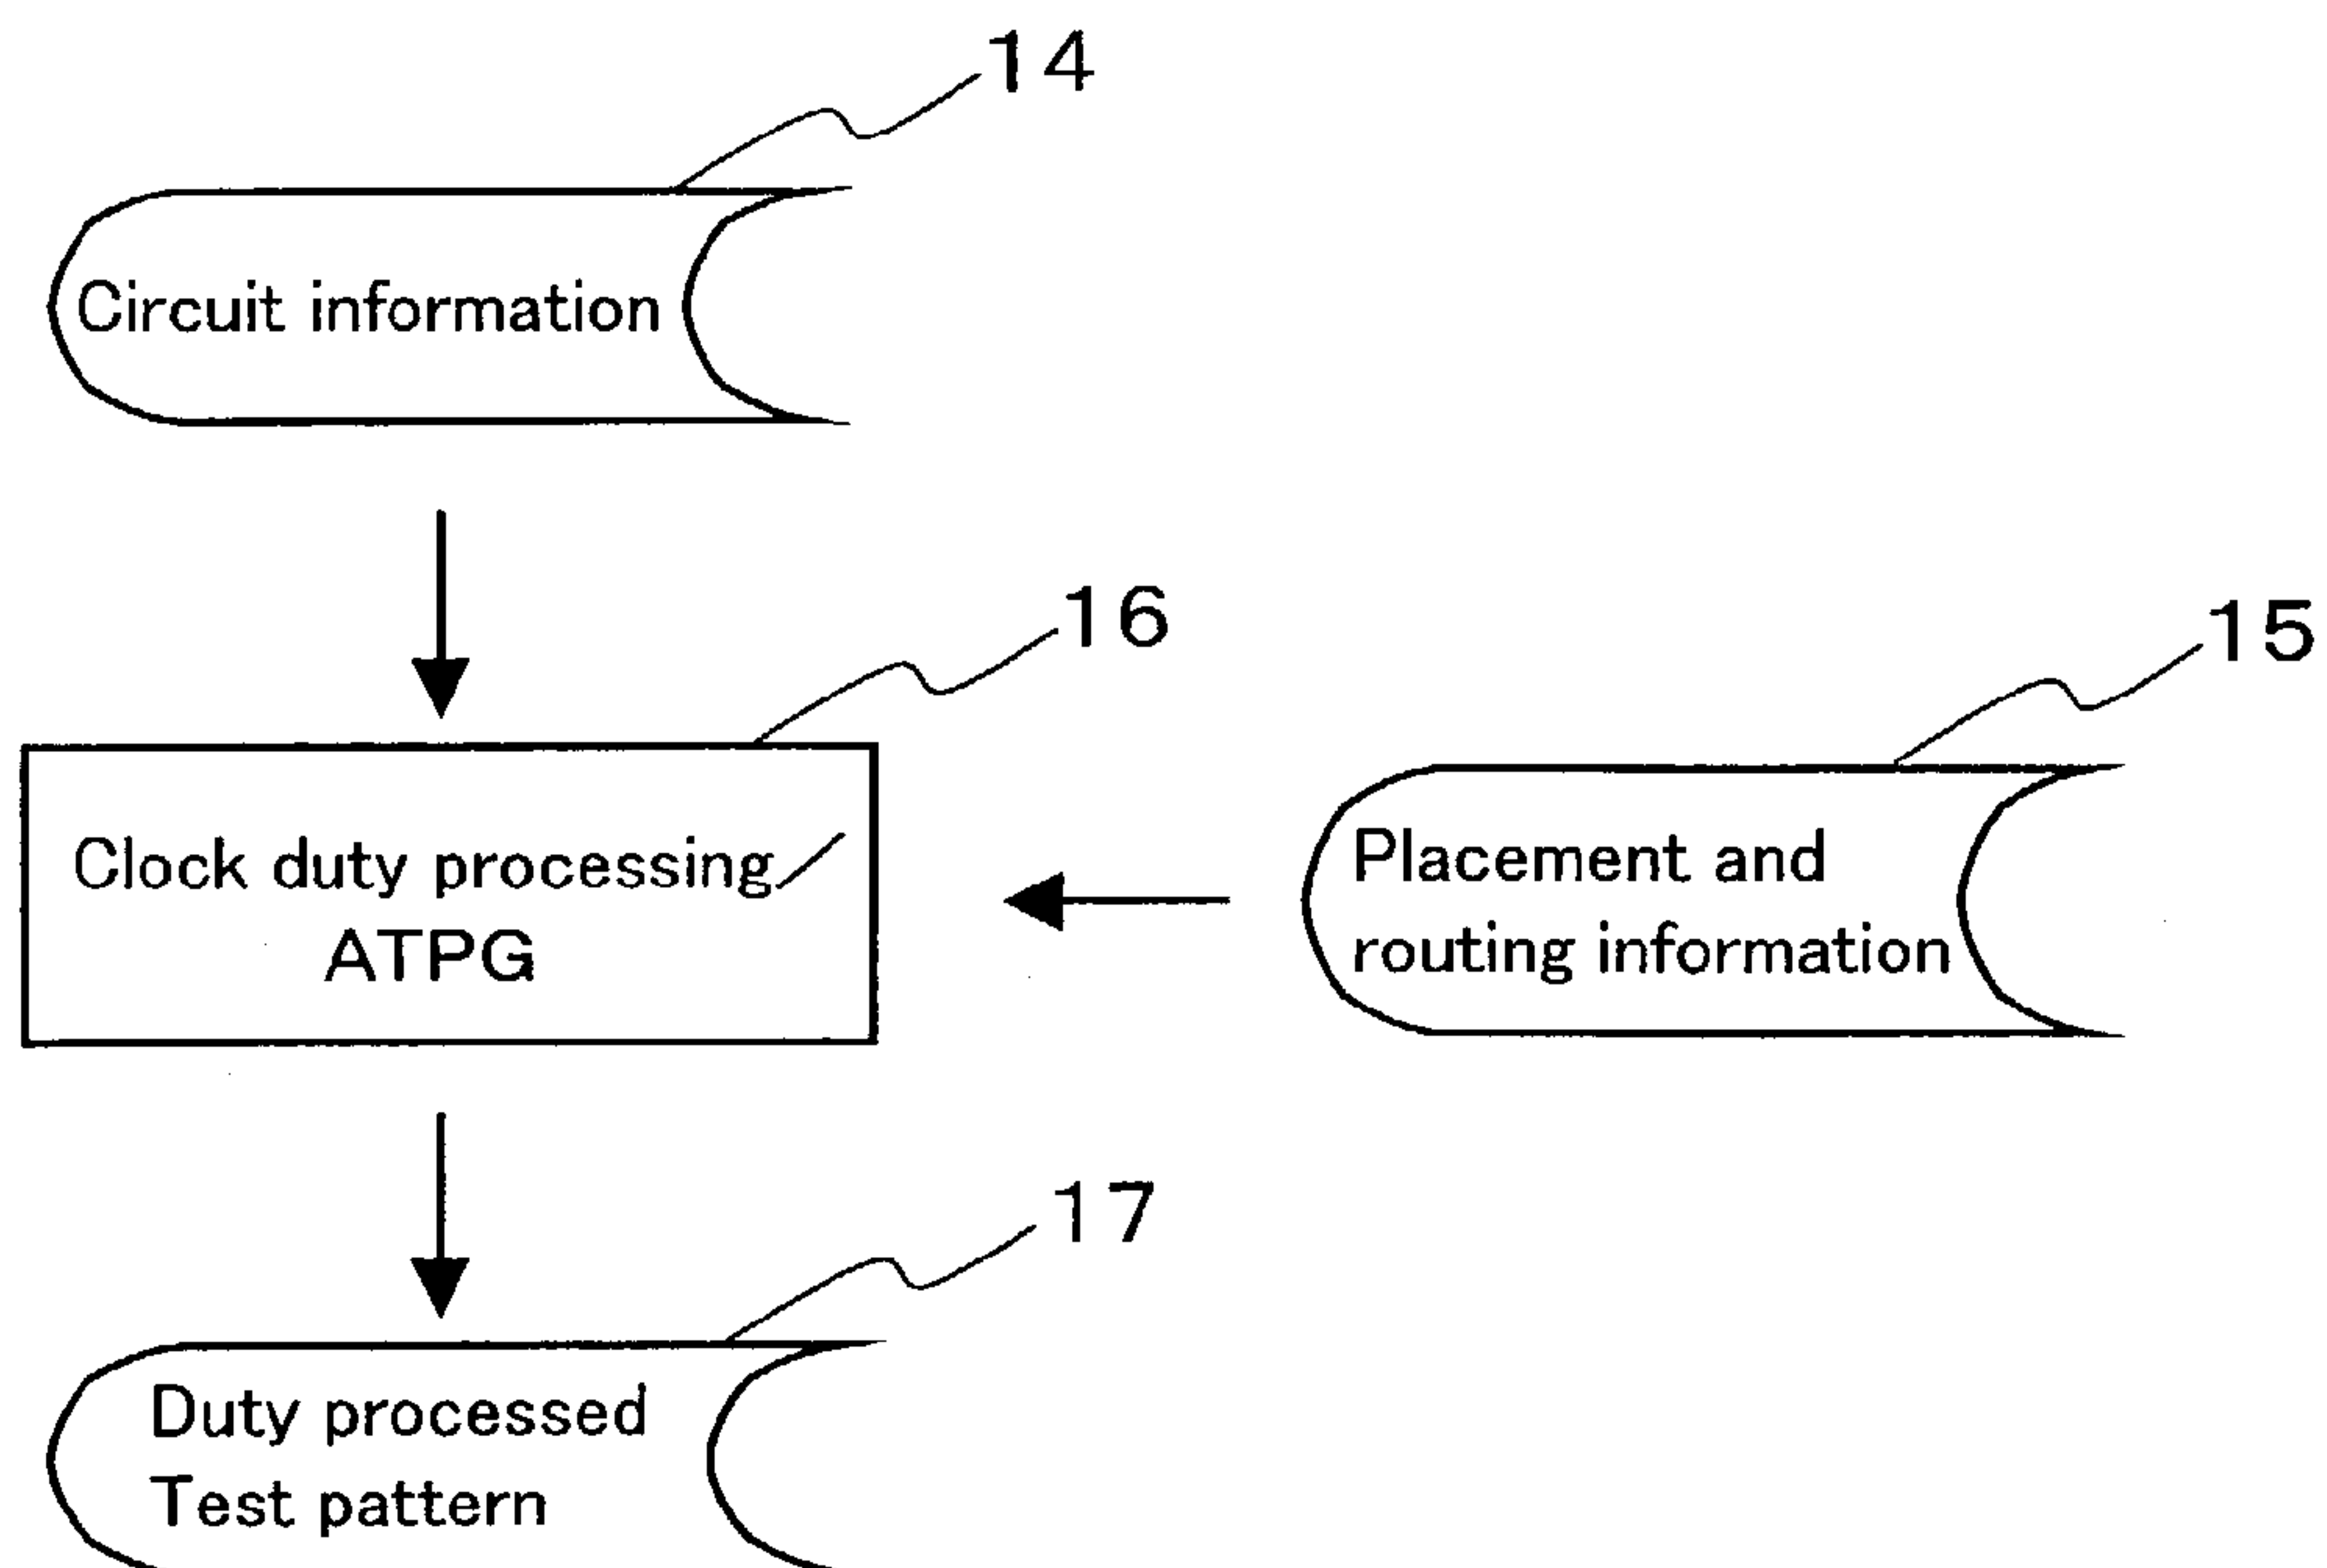 14
Circuit information
16
15
Clock duty processing/
ATPG
Placement and
routing information
17
Duty processed
Test pattern